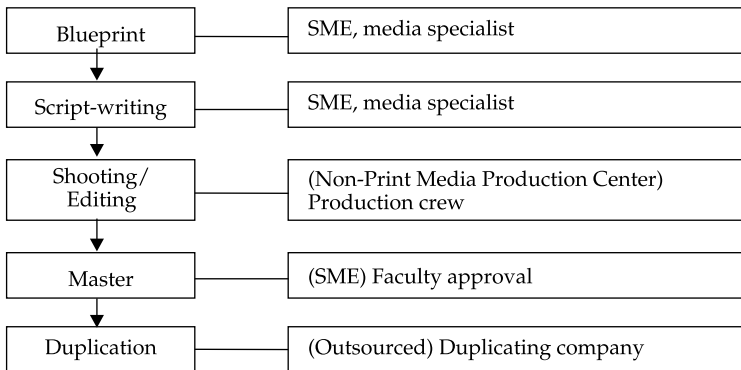 Blueprint
SME, media specialist
Script-writing
SME, media specialist
Shooting/
Editing
(Non-Print Media Production Center)
Production crew
Master
(SME) Faculty approval
Duplication
(Outsourced) Duplicating company